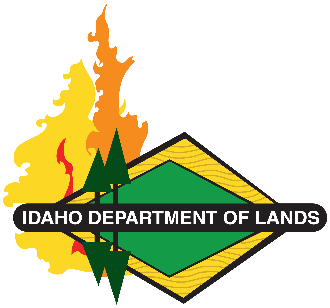 IDAHO DEPARTMENT OF LANDS